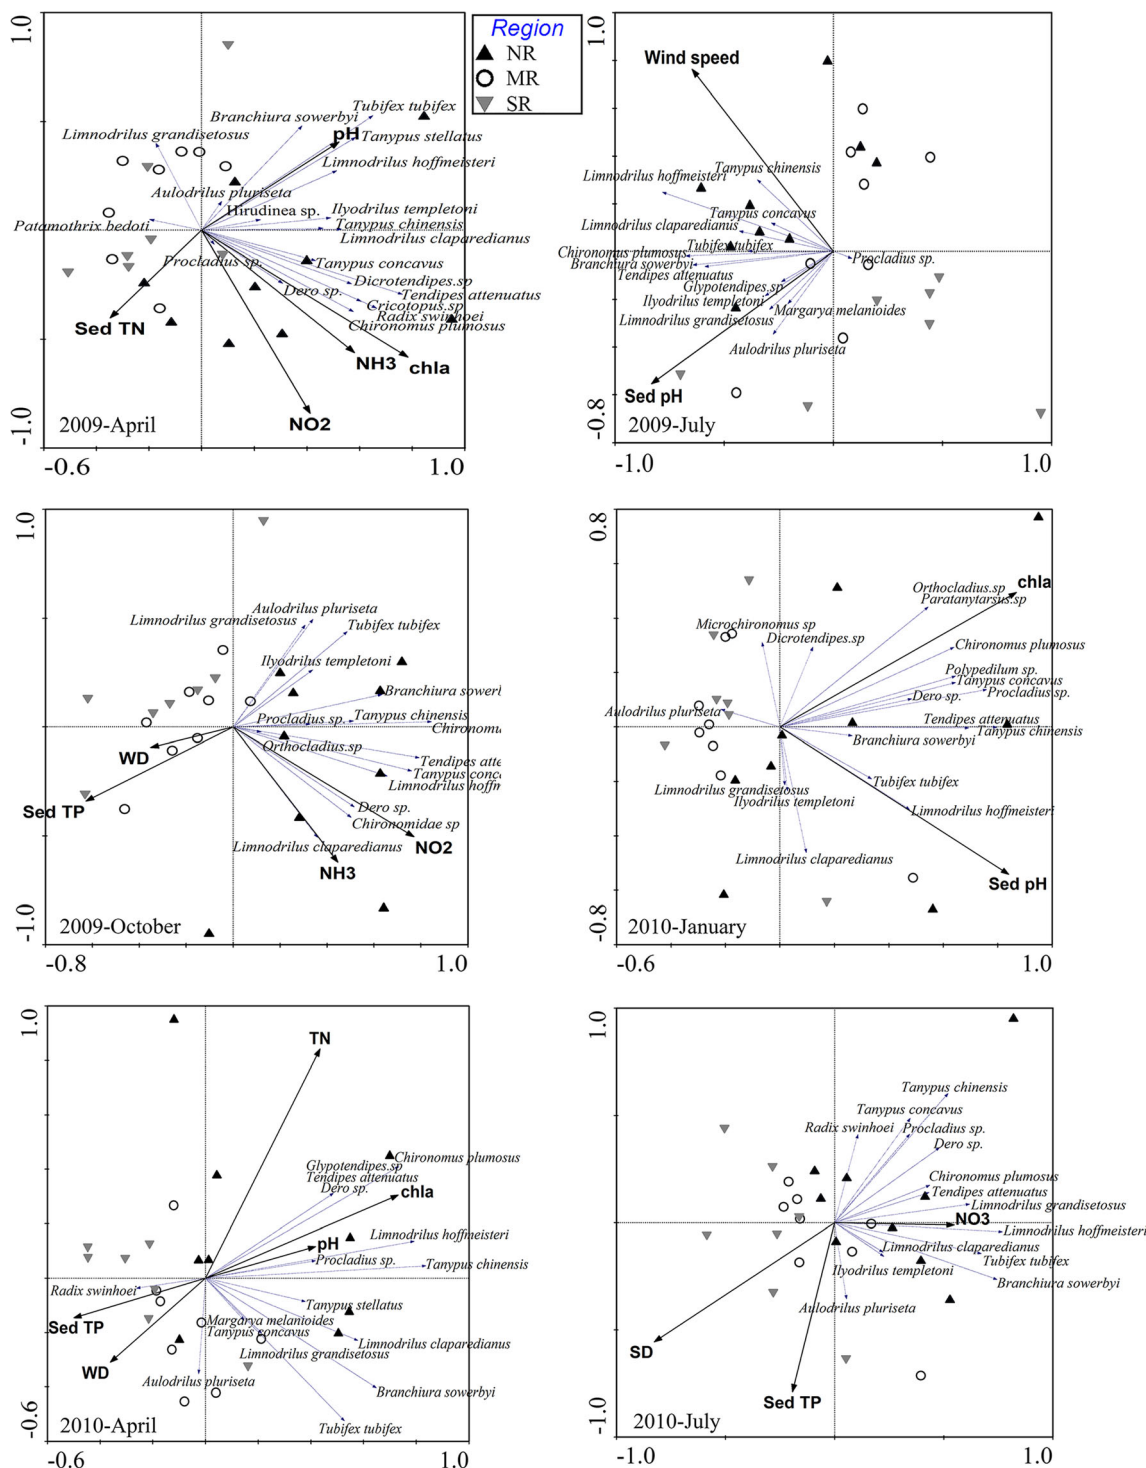 1.0
Region
NR
MR
SR
Tubifex tubifex
Branchiura sowerbyi
pH
Tanypus stellatus
Limnodrilus grandisetosus
Limnodrilus hoffmeisteri
Aulodrilus pluriseta
Hirudinea sp.
Ilyodrilus templetoni
Patamothrix bedoti
Tanypus chinensis
Limnodrilus claparedianus
Procladius sp.
Tanypus concavus
Dero sp.
Dicrotendipes.sp
Tendipes attenuatus
Cricotopus.sp
Radix swinhoei
Chironomus plumosus
Sed TN
NH3
chla
NO2
2009-April
-1.0
-0.6
1.0
1.0
Wind speed
Tanypus chinensis
Limnodrilus hoffmeisteri
Tanypus concavus
Limnodrilus claparedianus
Chironomus plumosus
Tubifex tubifex
Procladius sp.
Branchiura sowerbyi
Tendipes attenuatus
Glypotendipes.sp
Ilyodrilus templetoni
Margarya melanioides
Limnodrilus grandisetosus
Aulodrilus pluriseta
Sed pH
2009-July
-0.8
-1.0
1.0
1.0
Aulodrilus pluriseta
Limnodrilus grandisetosus
Tubifex tubifex
Ilyodrilus templetoni
Branchiura sowerl
Procladius sp.
Tanypus chinensis
Chironomu
Orthocladius.sp
WD
Tendipes atte
Tanypus conca
Limnodrilus hoffm
Sed TP
Dero sp.
Chironomidae sp
Limnodrilus claparedianus
NO2
NH3
2009-October
-1.0
-0.8
1.0
0.8
Orthocladius.sp
chla
Paratanytarsus.sp
Microchironomus sp
Dicrotendipes.sp
Chironomus plumosus
Polypedilum sp.
Tanypus concavus
Procladius sp.
Dero sp.
Aulodrilus pluriseta
Tendipes attenuatus
Tanypus chinensis
Branchiura sowerbyi
Tubifex tubifex
Limnodrilus grandisetosus
Ilyodrilus templetoni
Limnodrilus hoffmeisteri
Limnodrilus claparedianus
Sed pH
2010-January
-0.8
-0.6
1.0
1.0
TN
Chironomus plumosus
Glypotendipes.sp
Tendipes attenuatus
Dero sp.
chla
Limnodrilus hoffmeisteri
pH
Procladius sp.
Tanypus chinensis
Radix swinhoei
Tanypus stellatus
Sed TP
Margarya melanioides
Tanypus concavus
Limnodrilus claparedianus
Limnodrilus grandisetosus
WD
Aulodrilus pluriseta
Branchiura sowerbyi
Tubifex tubifex
2010-April
-0.6
-0.6
1.0
1.0
Tanypus chinensis
Tanypus concavus
Radix swinhoei
Procladius sp.
Dero sp.
Chironomus plumosus
Tendipes attenuatus
Limnodrilus grandisetosus
NO3
Limnodrilus hoffmeisteri
Limnodrilus claparedianus
Tubifex tubifex
Ilyodrilus templetoni
Branchiura sowerbyi
Aulodrilus pluriseta
SD
Sed TP
2010-July
-1.0
-1.0
1.0